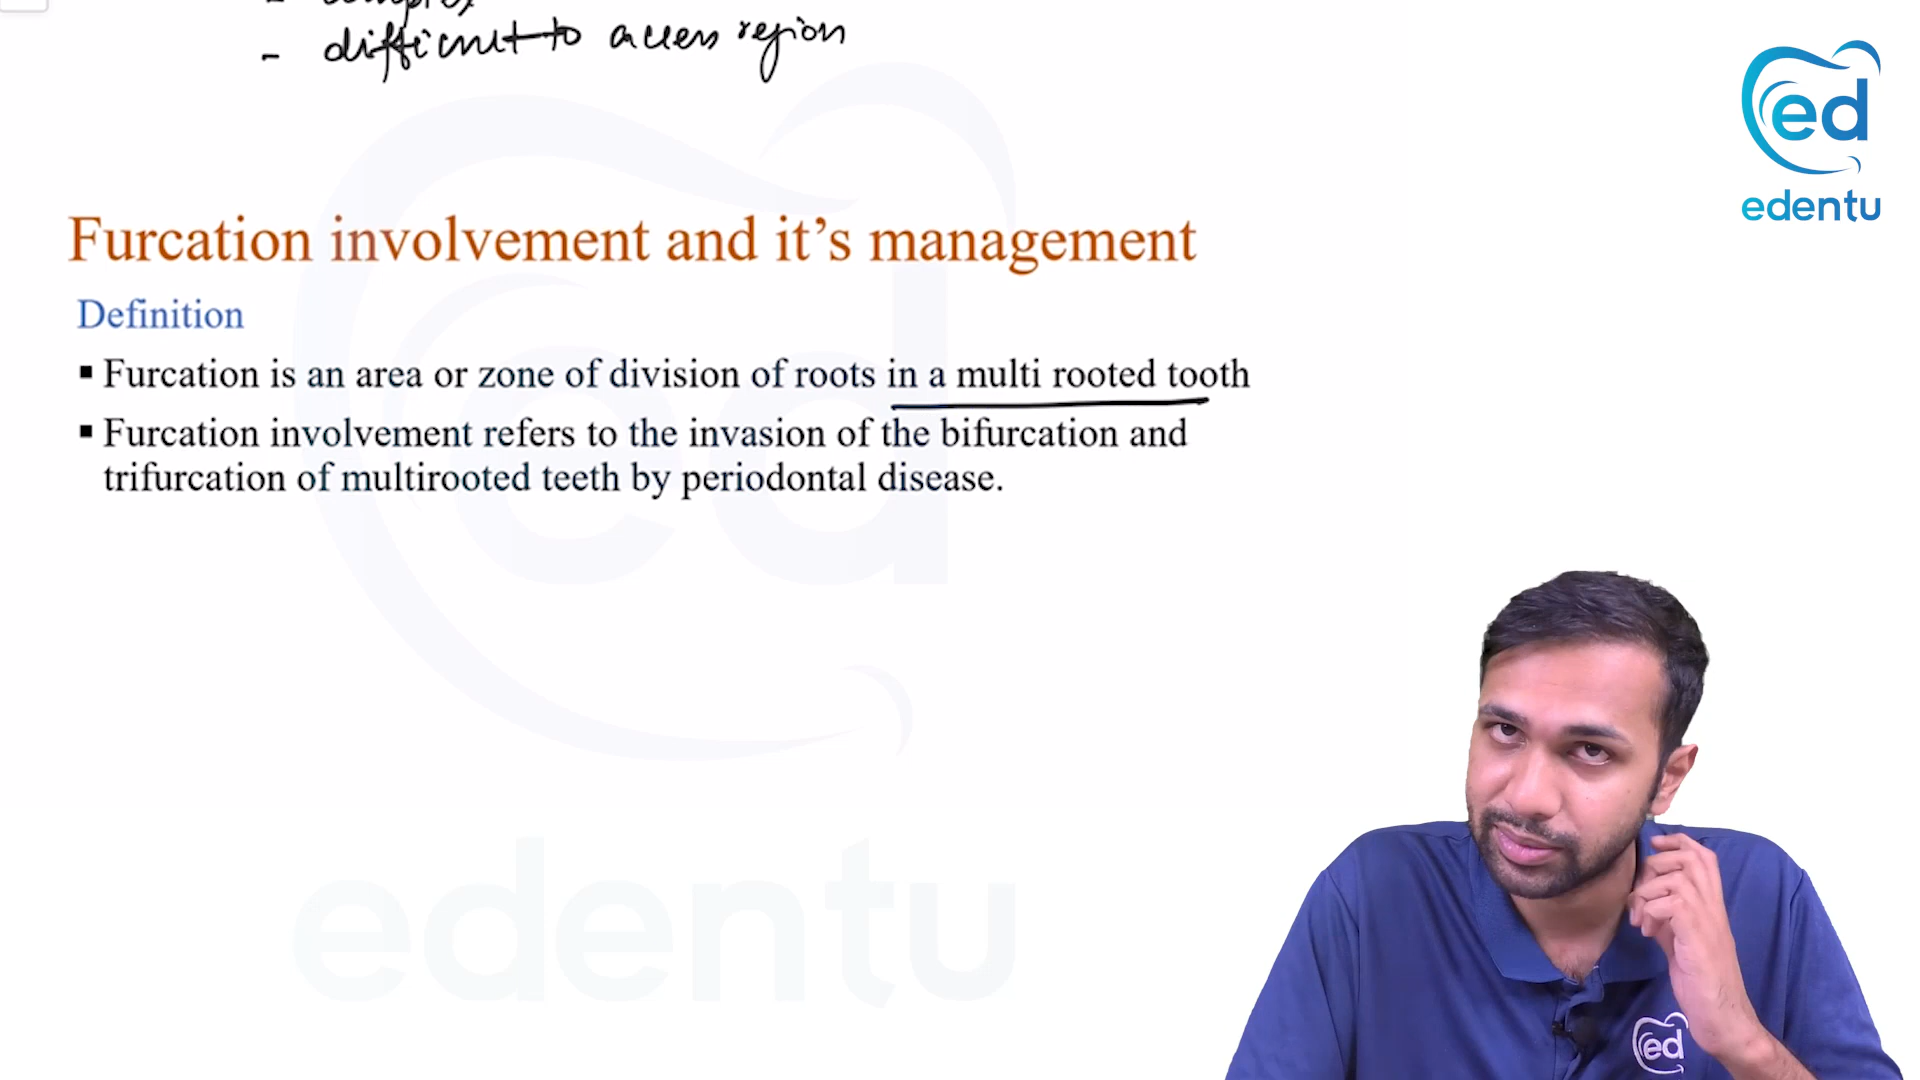 - difficult to access region
ed
edentu
Furcation involvement and it's management
Definition
▪ Furcation is an area or zone of division of roots in a multi rooted tooth
▪ Furcation involvement refers to the invasion of the bifurcation and
trifurcation of multirooted teeth by periodontal disease.
ed
edentu
ed